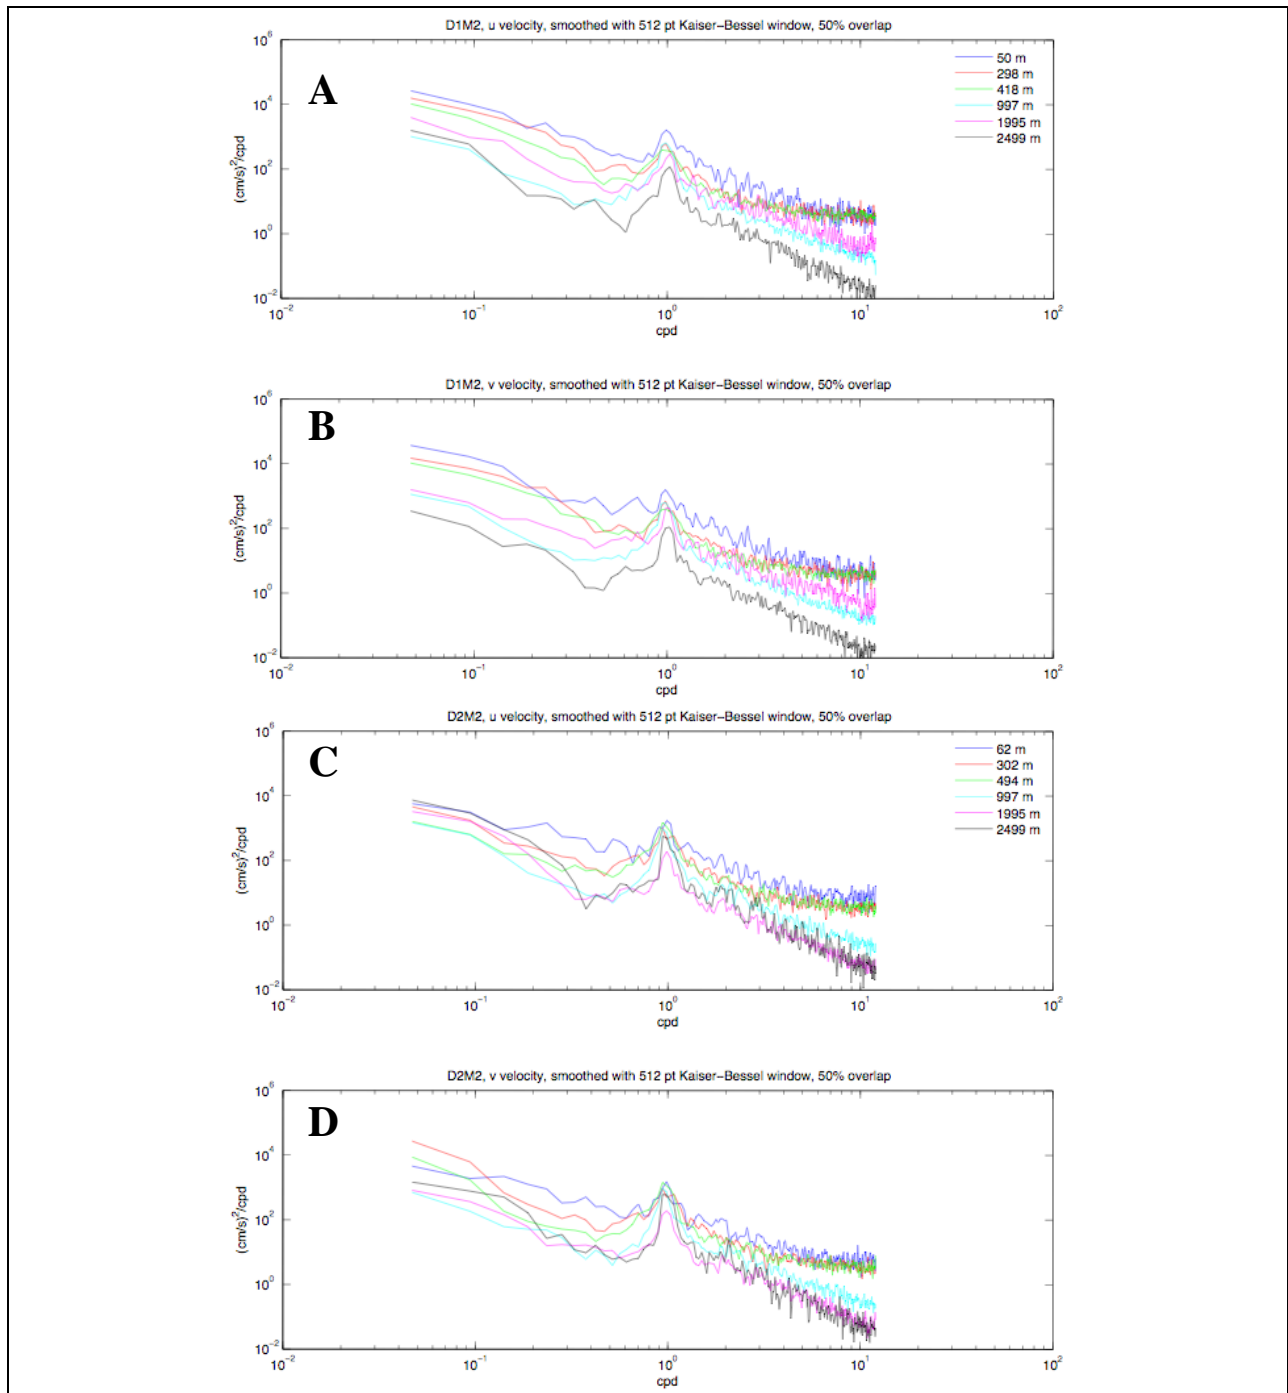 D1M2, u velocity, smoothed with 512 pt Kaiser-Bessel window, 50% overlap
A
10^6
10^4
10^2
10^0
10^-2
(cm/s)^2/cpd
50 m
298 m
418 m
997 m
1995 m
2499 m
10^-2 10^-1 10^0 10^1 10^2
cpd
D1M2, v velocity, smoothed with 512 pt Kaiser-Bessel window, 50% overlap
B
10^6
10^4
10^2
10^0
10^-2
(cm/s)^2/cpd
10^-2 10^-1 10^0 10^1 10^2
cpd
D2M2, u velocity, smoothed with 512 pt Kaiser-Bessel window, 50% overlap
C
10^6
10^4
10^2
10^0
10^-2
(cm/s)^2/cpd
62 m
302 m
494 m
997 m
1995 m
2499 m
10^-2 10^-1 10^0 10^1 10^2
cpd
D2M2, v velocity, smoothed with 512 pt Kaiser-Bessel window, 50% overlap
D
10^6
10^4
10^2
10^0
10^-2
(cm/s)^2/cpd
10^-2 10^-1 10^0 10^1 10^2
cpd